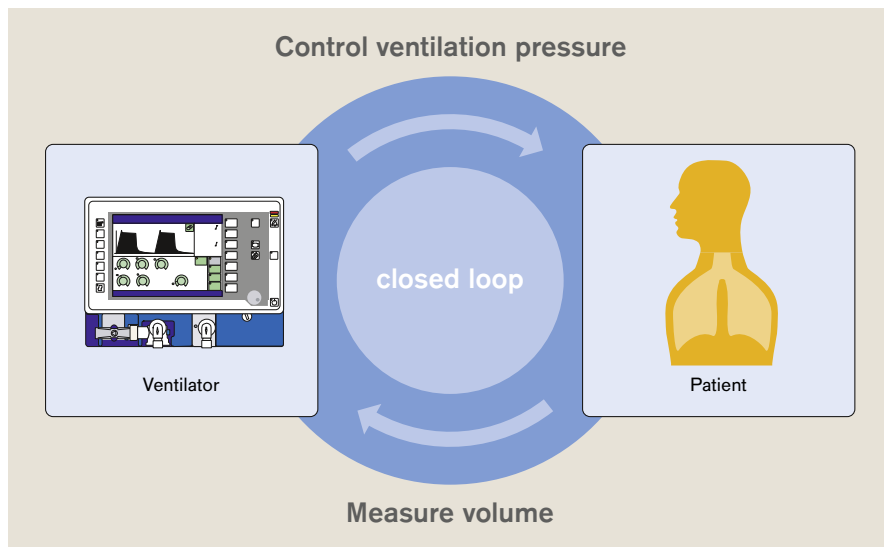 Control ventilation pressure
closed loop
Ventilator
Patient
Measure volume